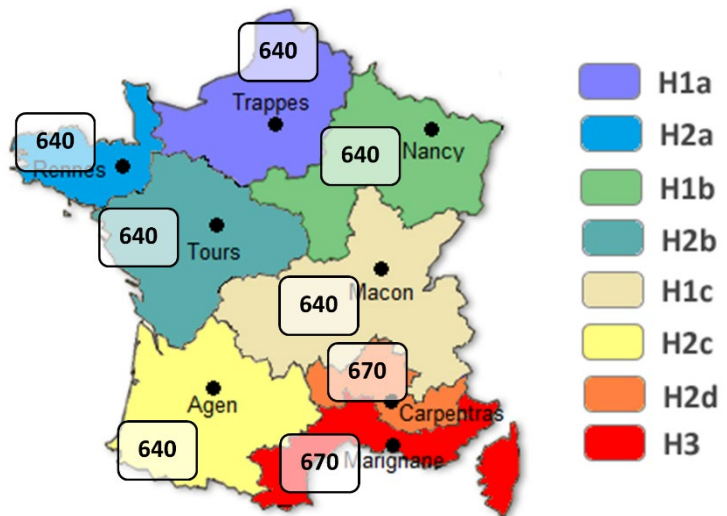 640
Trappes
640
Rennes
640
Nancy
640
Tours
Macon
640
670
Agen
Carpentras
640
670
Marignane
H1a
H2a
H1b
H2b
H1c
H2c
H2d
H3